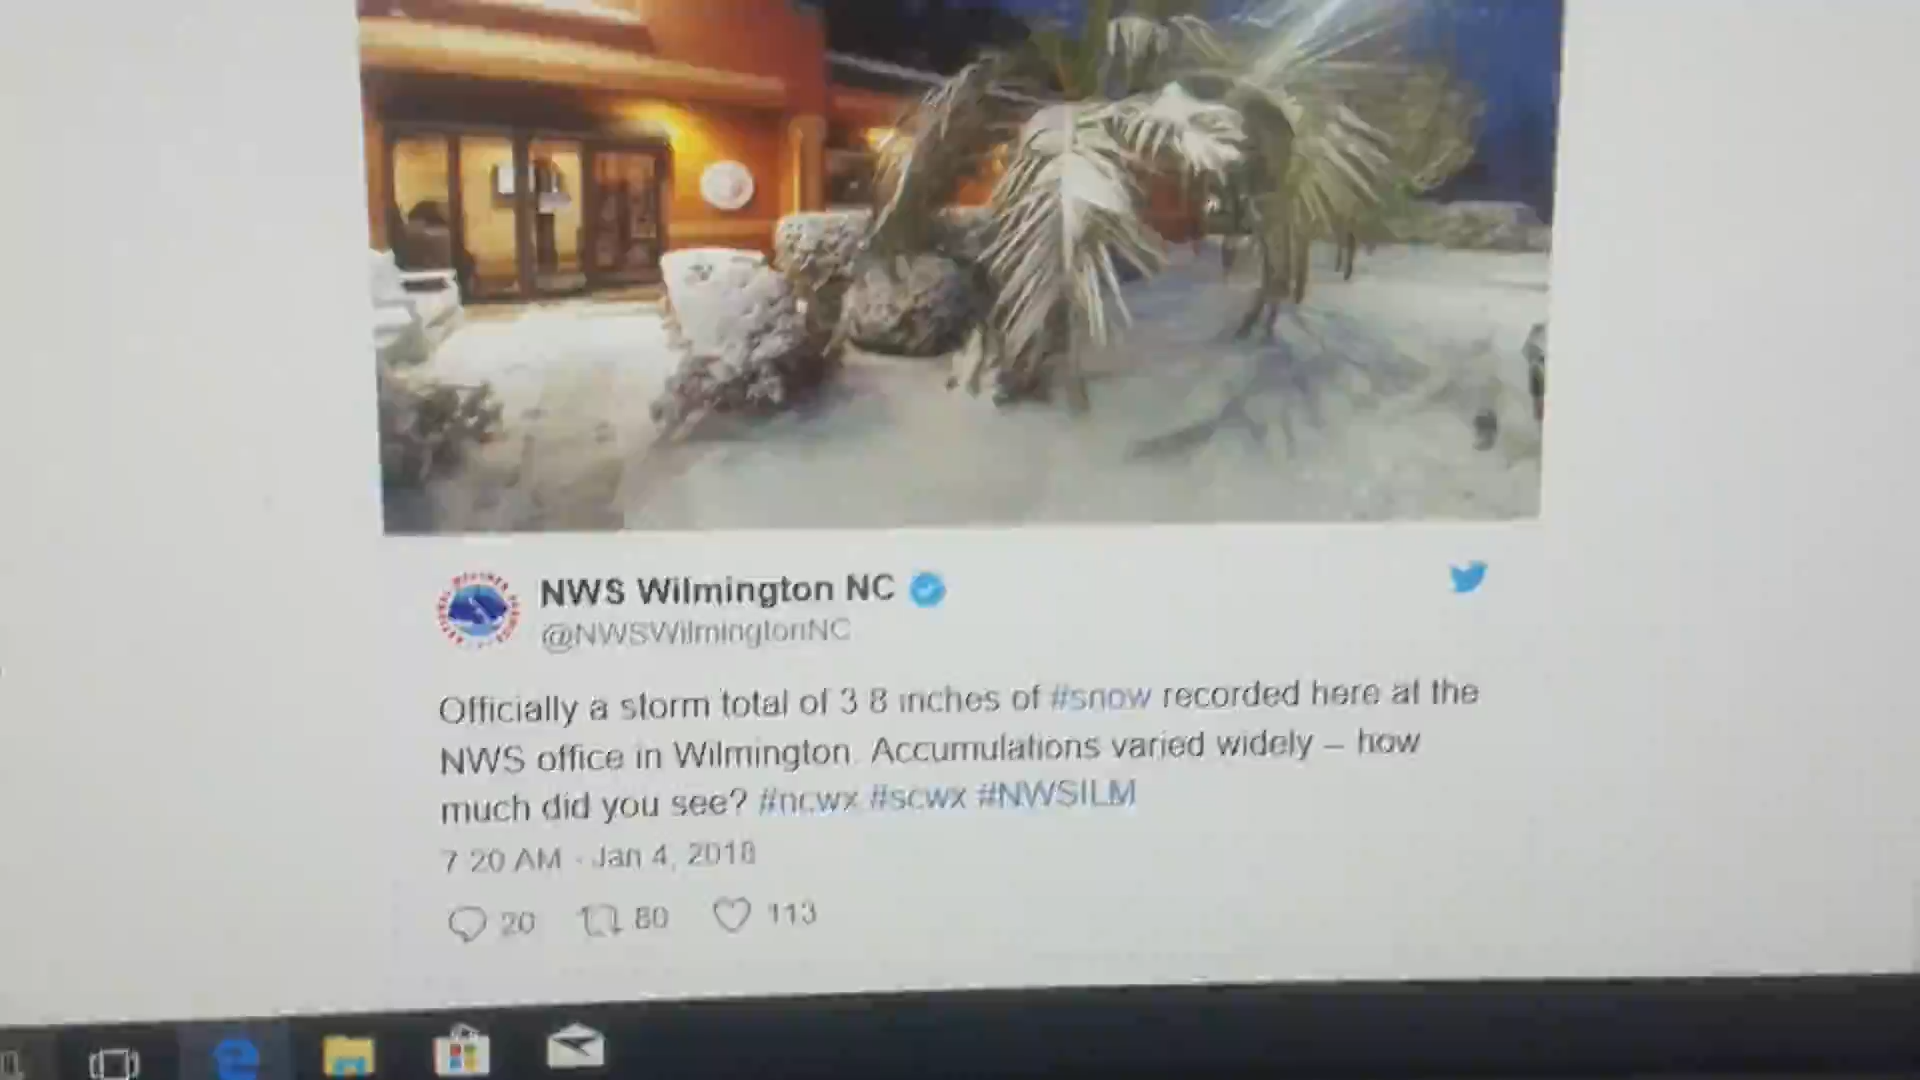 NWS Wilmington NC
@NWSWilmingtonNC
Officially a storm total of 3.8 inches of #snow recorded here at the
NWS office in Wilmington. Accumulations varied widely – how
much did you see? #ncwx #scwx #NWSILM
7:20 AM - Jan 4, 2018
20 80 113